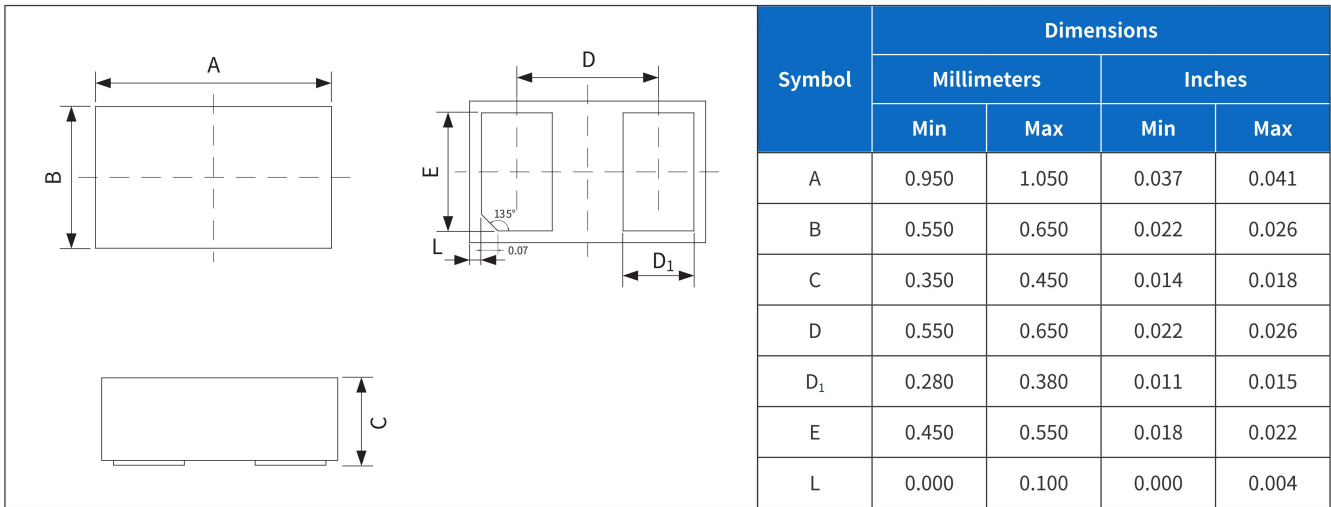 A
B
D
E
135°
L
0.07
D₁
C
Dimensions
Symbol Millimeters Inches
Min Max Min Max
A 0.950 1.050 0.037 0.041
B 0.550 0.650 0.022 0.026
C 0.350 0.450 0.014 0.018
D 0.550 0.650 0.022 0.026
D₁ 0.280 0.380 0.011 0.015
E 0.450 0.550 0.018 0.022
L 0.000 0.100 0.000 0.004